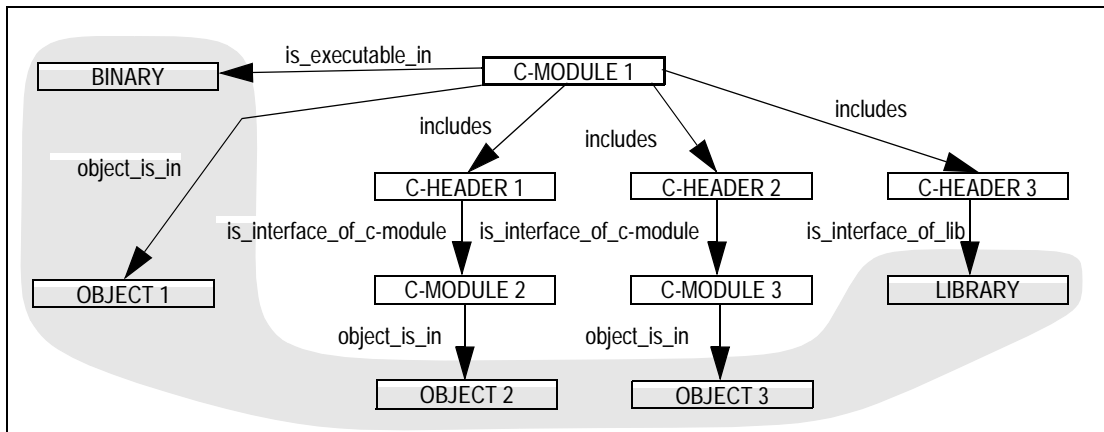 is_executable_in
BINARY
C-MODULE 1
includes
includes
includes
object_is_in
C-HEADER 1
C-HEADER 2
C-HEADER 3
is_interface_of_c-module
is_interface_of_c-module
is_interface_of_lib
OBJECT 1
C-MODULE 2
C-MODULE 3
LIBRARY
object_is_in
object_is_in
OBJECT 2
OBJECT 3